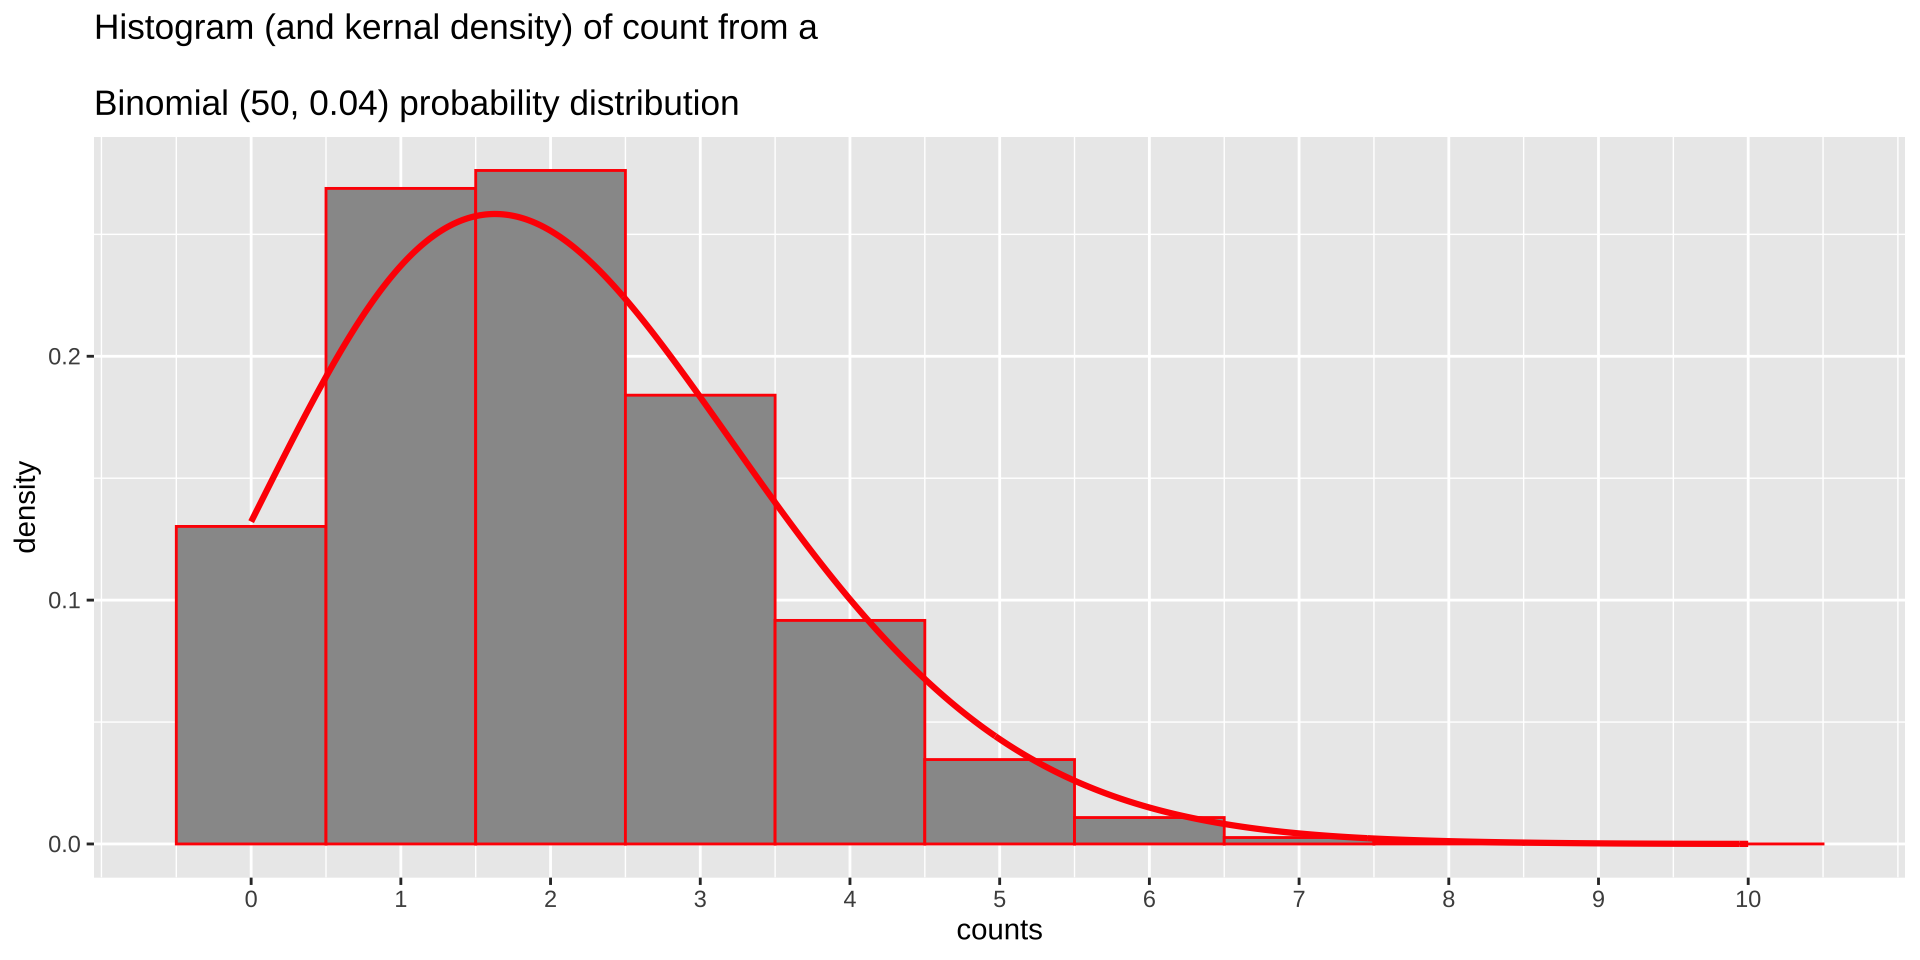 Histogram (and kernal density) of count from a
Binomial (50, 0.04) probability distribution
density
0.2
0.1
0.0
0 1 2 3 4 5 6 7 8 9 10
counts